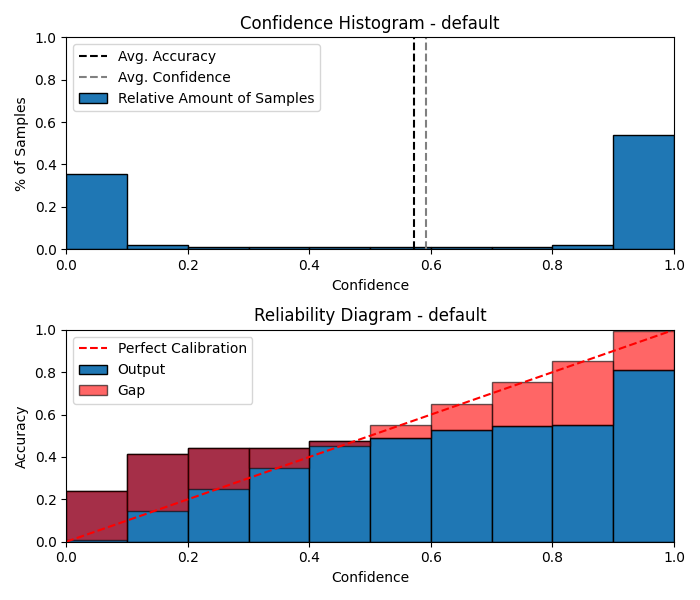 Confidence Histogram - default
1.0
0.8
0.6
0.4
0.2
0.0
% of Samples
Avg. Accuracy
Avg. Confidence
Relative Amount of Samples
0.0 0.2 0.4 0.6 0.8 1.0
Confidence
Reliability Diagram - default
1.0
0.8
0.6
0.4
0.2
0.0
Accuracy
Perfect Calibration
Output
Gap
0.0 0.2 0.4 0.6 0.8 1.0
Confidence